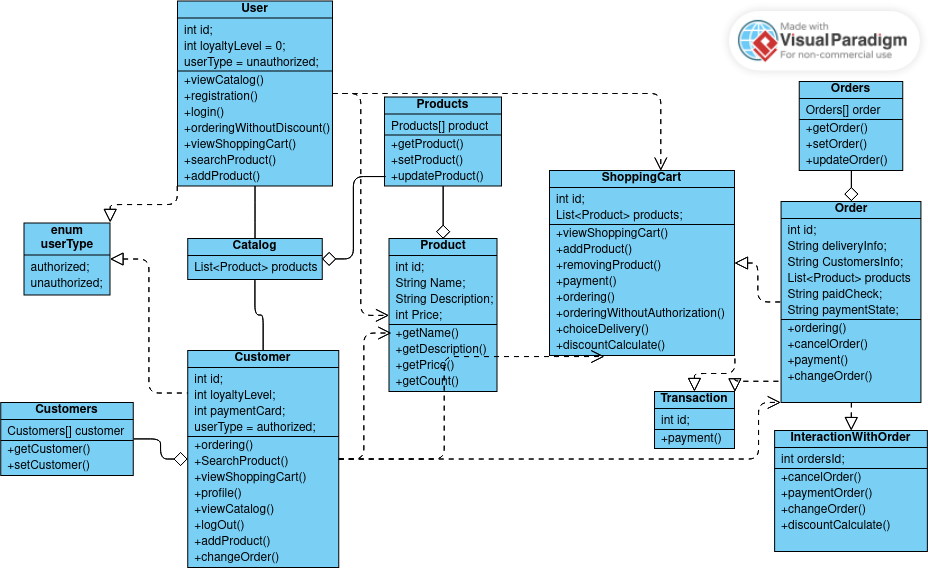 User
int id;
int loyaltyLevel = 0;
userType = unauthorized;
+viewCatalog()
+registration()
+login()
+orderingWithoutDiscount()
+viewShoppingCart()
+searchProduct()
+addProduct()
Products
Products[] product
+getProduct()
+setProduct()
+updateProduct()
Made with
Visual Paradigm
For non-commercial use
Orders
Orders[] order
+getOrder()
+setOrder()
+updateOrder()
ShoppingCart
int id;
List<Product> products;
+viewShoppingCart()
+addProduct()
+removingProduct()
+payment()
+ordering()
+orderingWithoutAuthorization()
+choiceDelivery()
+discountCalculate()
Order
int id;
String deliveryInfo;
String CustomersInfo;
List<Product> products
String paidCheck;
String paymentState;
+ordering()
+cancelOrder()
+payment()
+changeOrder()
enum
userType
authorized;
unauthorized;
Catalog
List<Product> products
Product
int id;
String Name;
String Description;
int Price;
+getName()
+getDescription()
+getPrice()
+getCount()
Customer
int id;
int loyaltyLevel;
int paymentCard;
userType = authorized;
+ordering()
+SearchProduct()
+viewShoppingCart()
+profile()
+viewCatalog()
+logOut()
+addProduct()
+changeOrder()
Customers
Customers[] customer
+getCustomer()
+setCustomer()
Transaction
int id;
+payment()
InteractionWithOrder
int ordersId;
+cancelOrder()
+paymentOrder()
+changeOrder()
+discountCalculate()